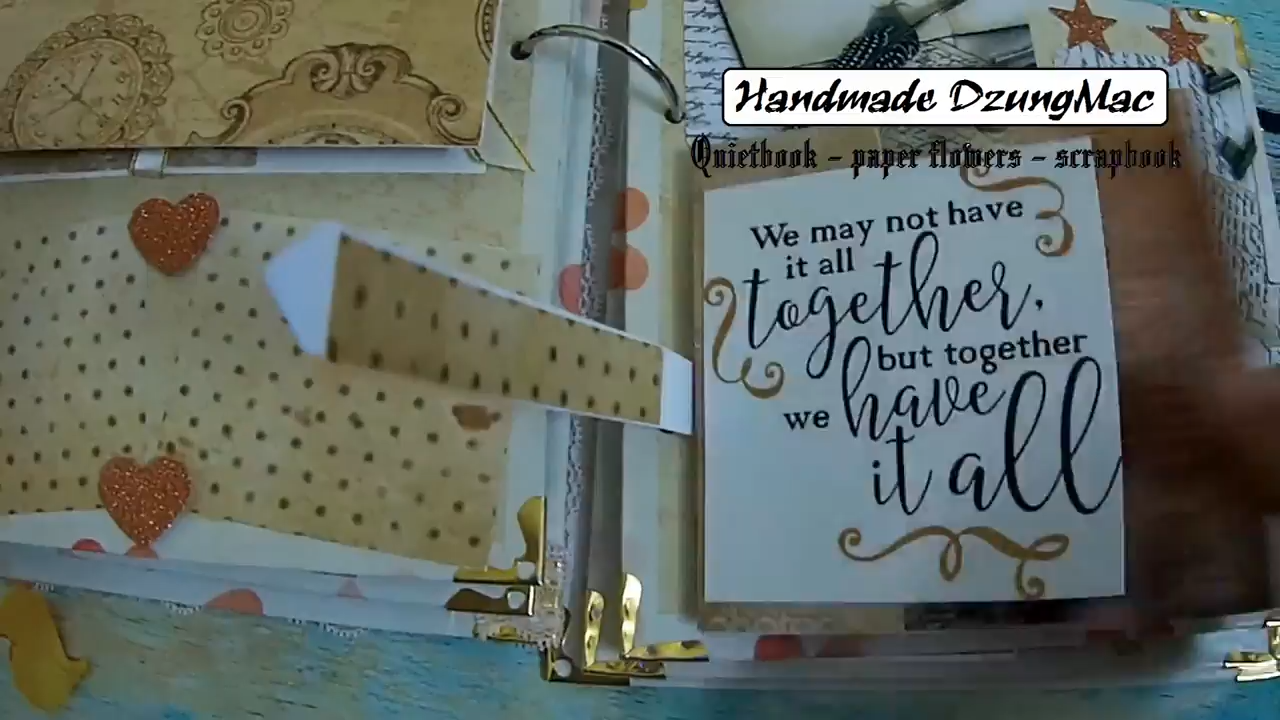 Handmade DzungMac
Quietbook - paper flowers - scrapbook
We may not have
it all
together,
but together
we have
it all